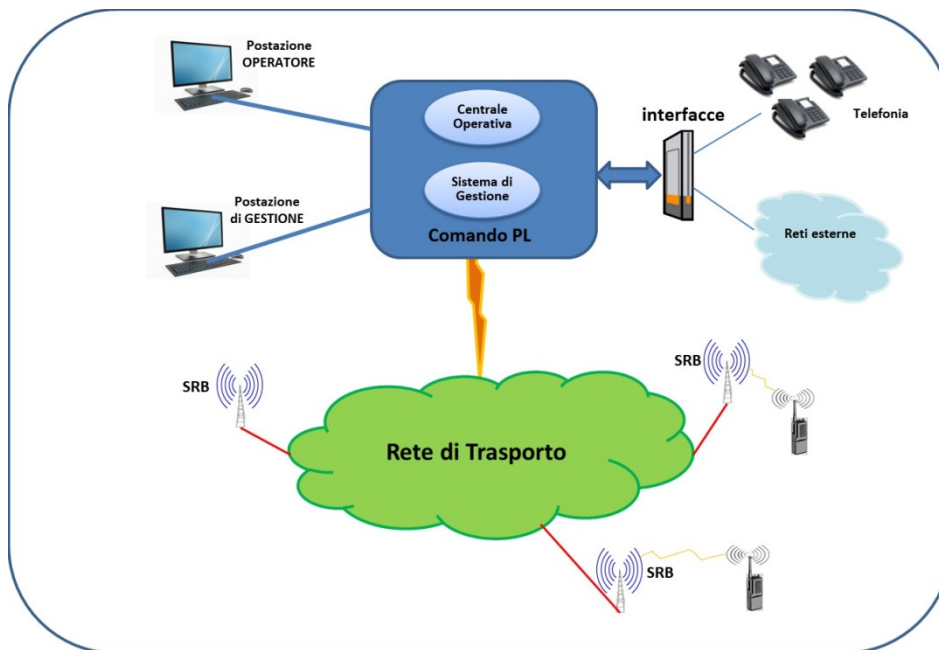 Postazione
OPERATORE
Centrale
Operativa
interfacce
Telefonia
Postazione
di GESTIONE
Sistema di
Gestione
Comando PL
Reti esterne
SRB
SRB
Rete di Trasporto
SRB